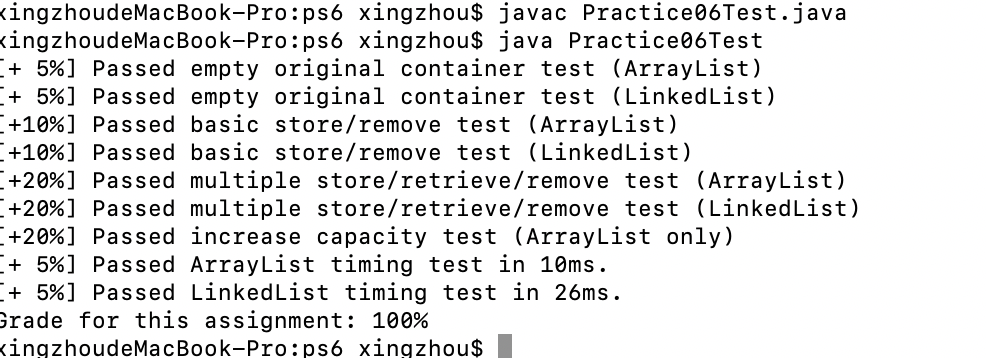 xingzhoudeMacBook-Pro:ps6 xingzhou$ javac Practice06Test.java
xingzhoudeMacBook-Pro:ps6 xingzhou$ java Practice06Test
[+ 5%] Passed empty original container test (ArrayList)
[+ 5%] Passed empty original container test (LinkedList)
[+10%] Passed basic store/remove test (ArrayList)
[+10%] Passed basic store/remove test (LinkedList)
[+20%] Passed multiple store/retrieve/remove test (ArrayList)
[+20%] Passed multiple store/retrieve/remove test (LinkedList)
[+20%] Passed increase capacity test (ArrayList only)
[+ 5%] Passed ArrayList timing test in 10ms.
[+ 5%] Passed LinkedList timing test in 26ms.
Grade for this assignment: 100%
xingzhoudeMacBook-Pro:ps6 xingzhou$